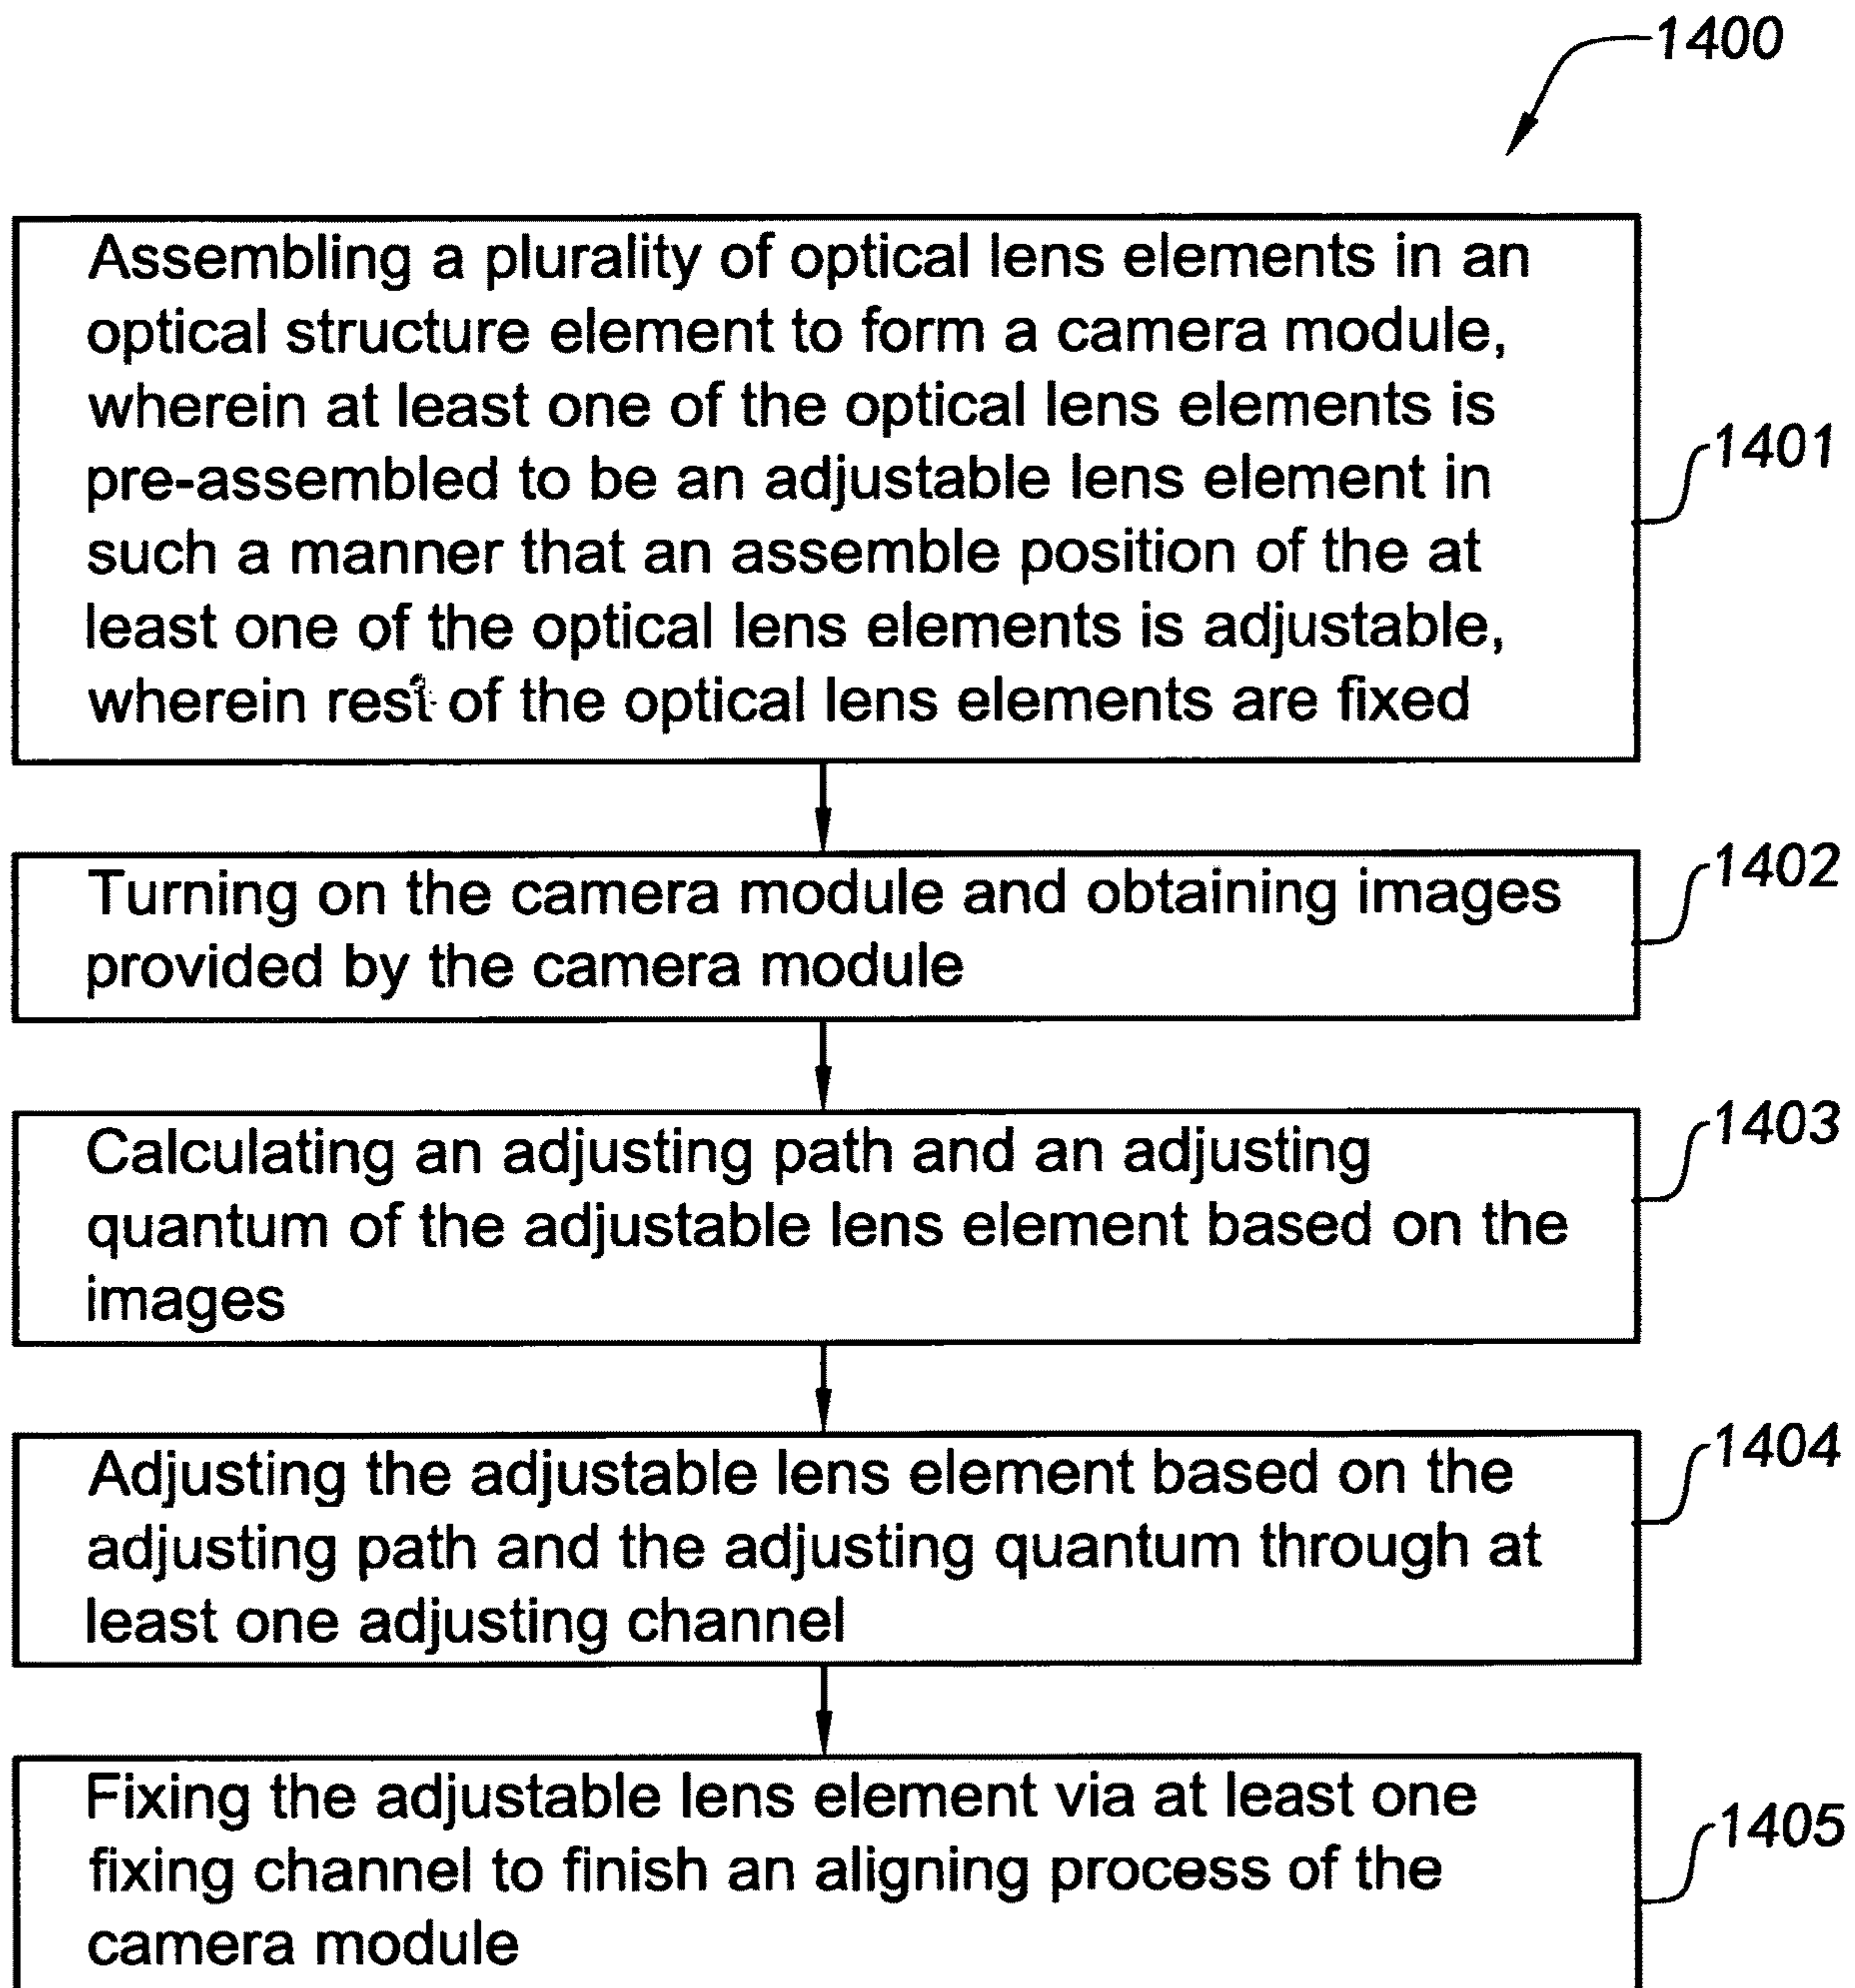 1400
Assembling a plurality of optical lens elements in an
optical structure element to form a camera module,
wherein at least one of the optical lens elements is
pre-assembled to be an adjustable lens element in
such a manner that an assemble position of the at
least one of the optical lens elements is adjustable,
wherein rest of the optical lens elements are fixed
1401
Turning on the camera module and obtaining images
provided by the camera module
1402
Calculating an adjusting path and an adjusting
quantum of the adjustable lens element based on the
images
1403
Adjusting the adjustable lens element based on the
adjusting path and the adjusting quantum through at
least one adjusting channel
1404
Fixing the adjustable lens element via at least one
fixing channel to finish an aligning process of the
camera module
1405